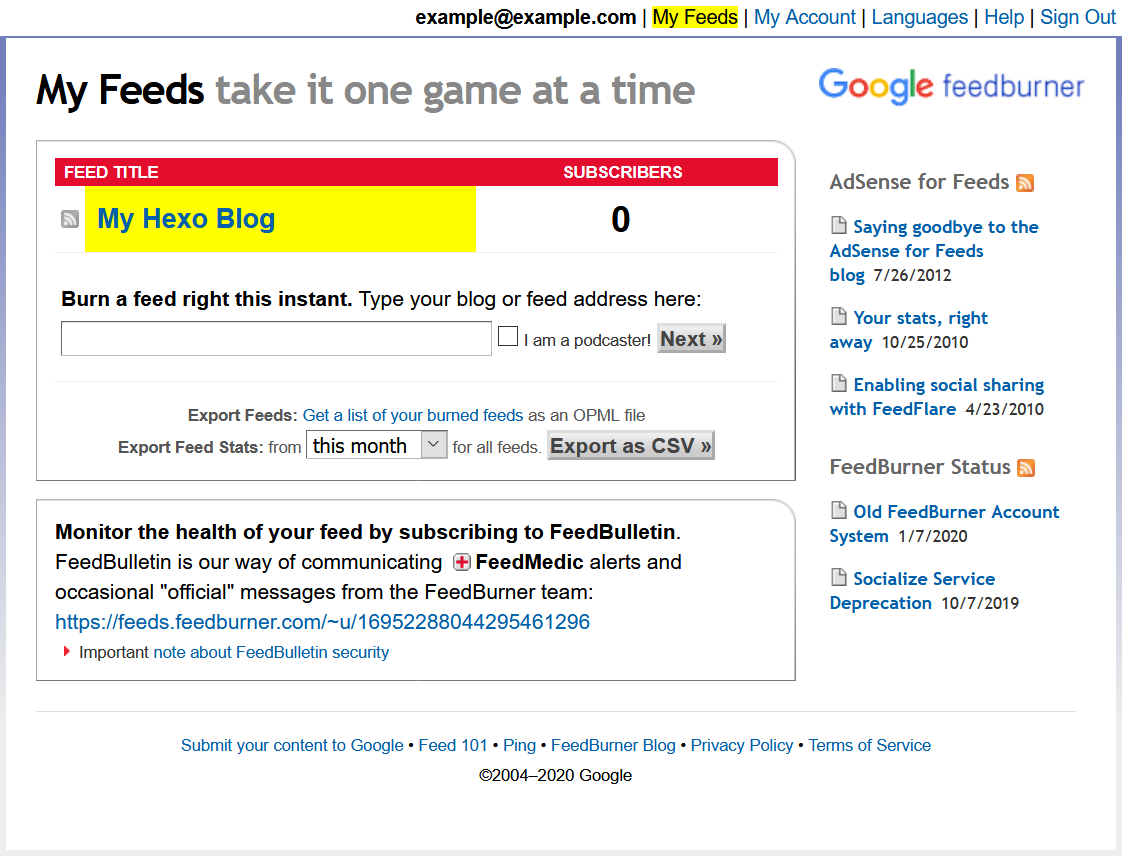 example@example.com | My Feeds | My Account | Languages | Help | Sign Out
My Feeds take it one game at a time
Google feedburner
FEED TITLE SUBSCRIBERS
My Hexo Blog 0
Burn a feed right this instant. Type your blog or feed address here:
I am a podcaster! Next »
Export Feeds: Get a list of your burned feeds as an OPML file
Export Feed Stats: from this month for all feeds. Export as CSV »
Monitor the health of your feed by subscribing to FeedBulletin.
FeedBulletin is our way of communicating FeedMedic alerts and
occasional "official" messages from the FeedBurner team:
https://feeds.feedburner.com/~u/16952288044295461296
Important note about FeedBulletin security
AdSense for Feeds
Saying goodbye to the
AdSense for Feeds
blog 7/26/2012
Your stats, right
away 10/25/2010
Enabling social sharing
with FeedFlare 4/23/2010
FeedBurner Status
Old FeedBurner Account
System 1/7/2020
Socialize Service
Deprecation 10/7/2019
Submit your content to Google • Feed 101 • Ping • FeedBurner Blog • Privacy Policy • Terms of Service
©2004–2020 Google